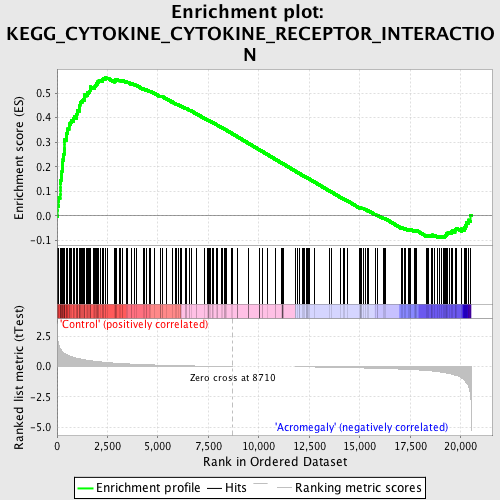 Enrichment plot:
KEGG_CYTOKINE_CYTOKINE_RECEPTOR_INTERACTIO
N
Enrichment score (ES)
0.5
0.4
0.3
0.2
0.1
0.0
-0.1
'Control' (positively correlated)
Ranked list metric (tTest)
2.5
0.0
-2.5
-5.0
Zero cross at 8710
'Acromegaly' (negatively correlated)
0
2,500
5,000
7,500
10,000
12,500
15,000
17,500
20,000
Rank in Ordered Dataset
Enrichment profile
Hits
Ranking metric scores